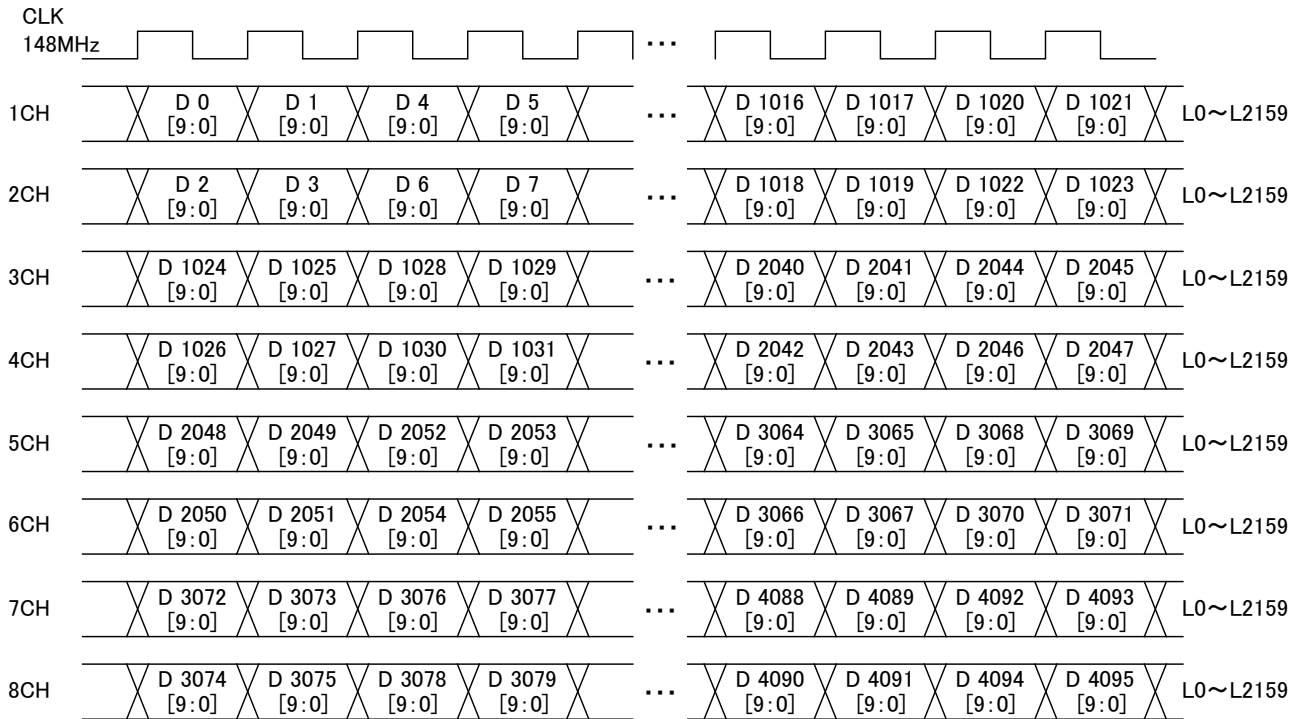 CLK
148MHz
...
1CH D 0 D 1 D 4 D 5 ... D 1016 D 1017 D 1020 D 1021 L0～L2159
[9:0] [9:0] [9:0] [9:0] [9:0] [9:0] [9:0] [9:0]
2CH D 2 D 3 D 6 D 7 ... D 1018 D 1019 D 1022 D 1023 L0～L2159
[9:0] [9:0] [9:0] [9:0] [9:0] [9:0] [9:0] [9:0]
3CH D 1024 D 1025 D 1028 D 1029 ... D 2040 D 2041 D 2044 D 2045 L0～L2159
[9:0] [9:0] [9:0] [9:0] [9:0] [9:0] [9:0] [9:0]
4CH D 1026 D 1027 D 1030 D 1031 ... D 2042 D 2043 D 2046 D 2047 L0～L2159
[9:0] [9:0] [9:0] [9:0] [9:0] [9:0] [9:0] [9:0]
5CH D 2048 D 2049 D 2052 D 2053 ... D 3064 D 3065 D 3068 D 3069 L0～L2159
[9:0] [9:0] [9:0] [9:0] [9:0] [9:0] [9:0] [9:0]
6CH D 2050 D 2051 D 2054 D 2055 ... D 3066 D 3067 D 3070 D 3071 L0～L2159
[9:0] [9:0] [9:0] [9:0] [9:0] [9:0] [9:0] [9:0]
7CH D 3072 D 3073 D 3076 D 3077 ... D 4088 D 4089 D 4092 D 4093 L0～L2159
[9:0] [9:0] [9:0] [9:0] [9:0] [9:0] [9:0] [9:0]
8CH D 3074 D 3075 D 3078 D 3079 ... D 4090 D 4091 D 4094 D 4095 L0～L2159
[9:0] [9:0] [9:0] [9:0] [9:0] [9:0] [9:0] [9:0]